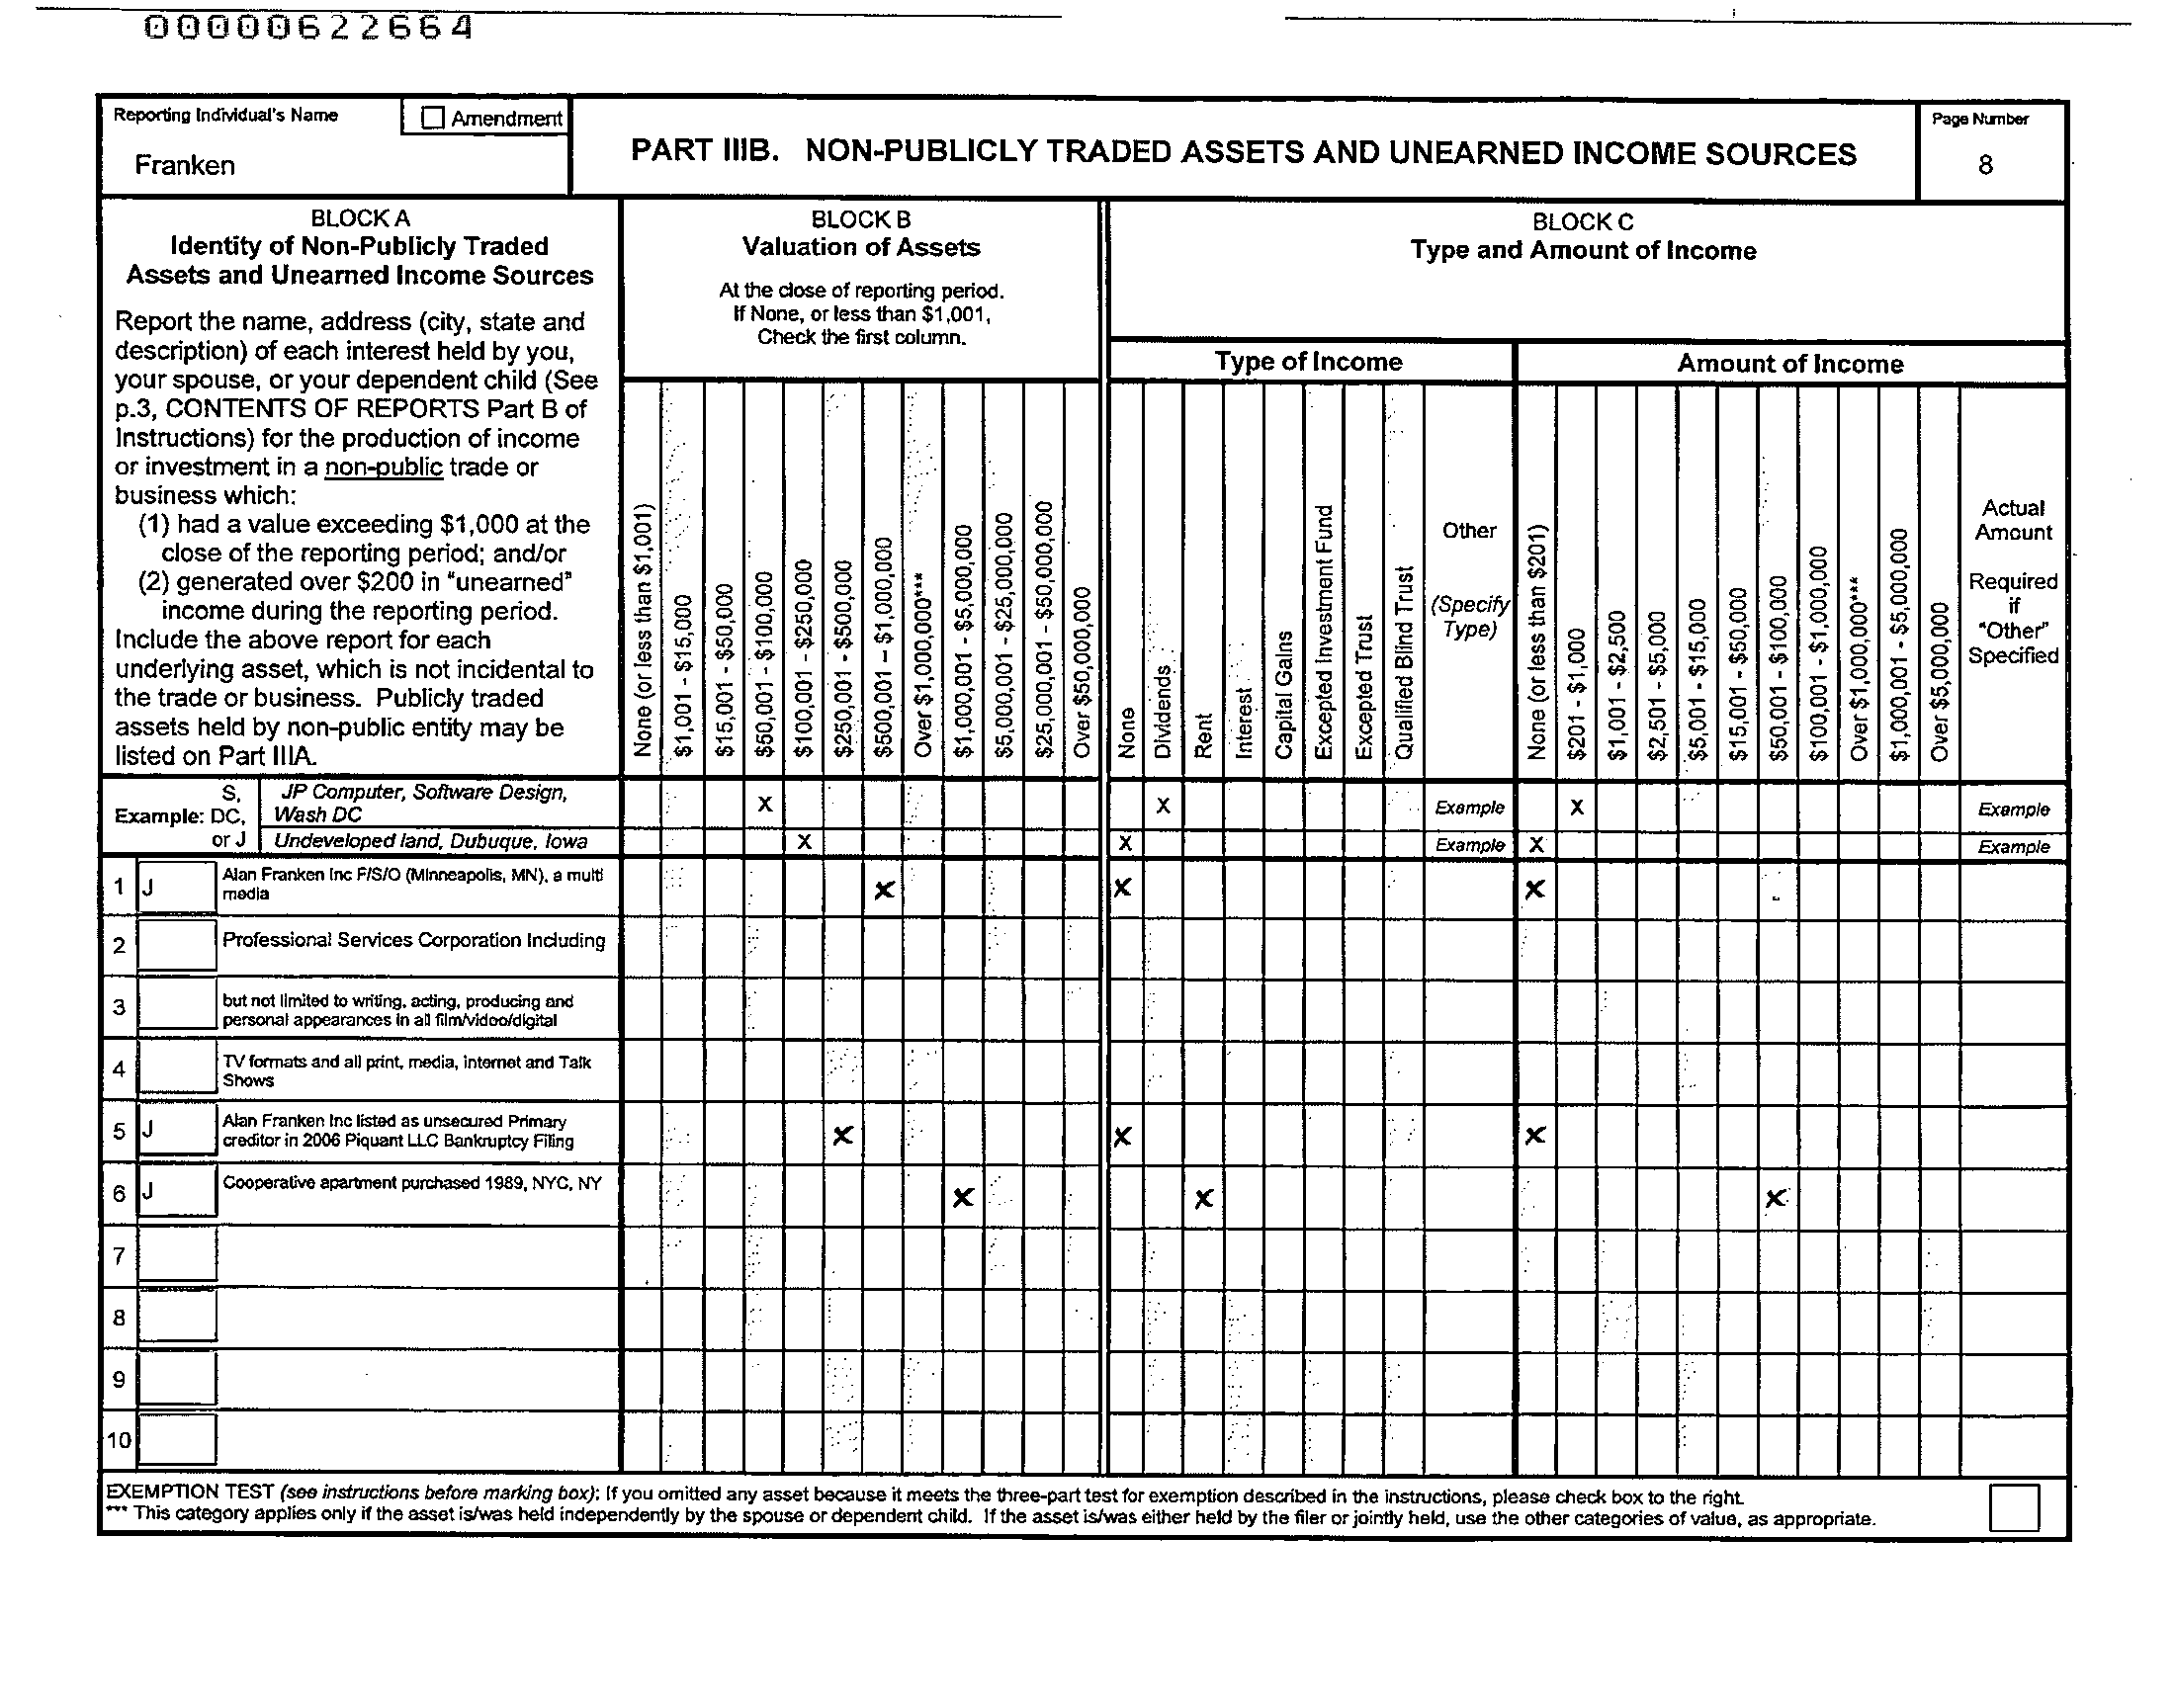 00000622664
Reporting Individual's Name
Amendment
Franken
PART IIIB. NON-PUBLICLY TRADED ASSETS AND UNEARNED INCOME SOURCES
Page Number
8
BLOCK A
Identity of Non-Publicly Traded
Assets and Unearned Income Sources
Report the name, address (city, state and
description) of each interest held by you,
your spouse, or your dependent child (See
p.3, CONTENTS OF REPORTS Part B of
Instructions) for the production of income
or investment in a non-public trade or
business which:
(1) had a value exceeding $1,000 at the
close of the reporting period; and/or
(2) generated over $200 in "unearned"
income during the reporting period.
Include the above report for each
underlying asset, which is not incidental to
the trade or business. Publicly traded
assets held by non-public entity may be
listed on Part IIIA.
BLOCK B
Valuation of Assets
At the close of reporting period.
If None, or less than $1,001,
Check the first column.
None (or less than $1,001)
$1,001 - $15,000
$15,001 - $50,000
$50,001 - $100,000
$100,001 - $250,000
$250,001 - $500,000
$500,001 – $1,000,000
Over $1,000,000***
$1,000,001 - $5,000,000
$5,000,001 - $25,000,000
$25,000,001 - $50,000,000
Over $50,000,000
BLOCK C
Type and Amount of Income
Type of Income
None
Dividends
Rent
Interest
Capital Gains
Excepted Investment Fund
Excepted Trust
Qualified Blind Trust
Other
(Specify
Type)
Amount of Income
None (or less than $201)
$201 - $1,000
$1,001 - $2,500
$2,501 - $5,000
$5,001 - $15,000
$15,001 - $50,000
$50,001 - $100,000
$100,001 - $1,000,000
Over $1,000,000***
$1,000,001 - $5,000,000
Over $5,000,000
Actual
Amount
Required
if
"Other"
Specified
Example:
S,
DC,
or J
JP Computer, Software Design,
Wash DC
X X Example X Example
Undeveloped land, Dubuque, Iowa X X Example X Example
1 J Alan Franken Inc F/S/O (Minneapolis, MN), a multi
media
X X X
2 Professional Services Corporation Including
3 but not limited to writing, acting, producing and
personal appearances in all film/video/digital
4 TV formats and all print, media, internet and Talk
Shows
5 J Alan Franken Inc listed as unsecured Primary
creditor in 2006 Piquant LLC Bankruptcy Filing
X X X
6 J Cooperative apartment purchased 1989, NYC, NY X X X
7
8
9
10
EXEMPTION TEST (see instructions before marking box): If you omitted any asset because it meets the three-part test for exemption described in the instructions, please check box to the right.
*** This category applies only if the asset is/was held independently by the spouse or dependent child. If the asset is/was either held by the filer or jointly held, use the other categories of value, as appropriate.